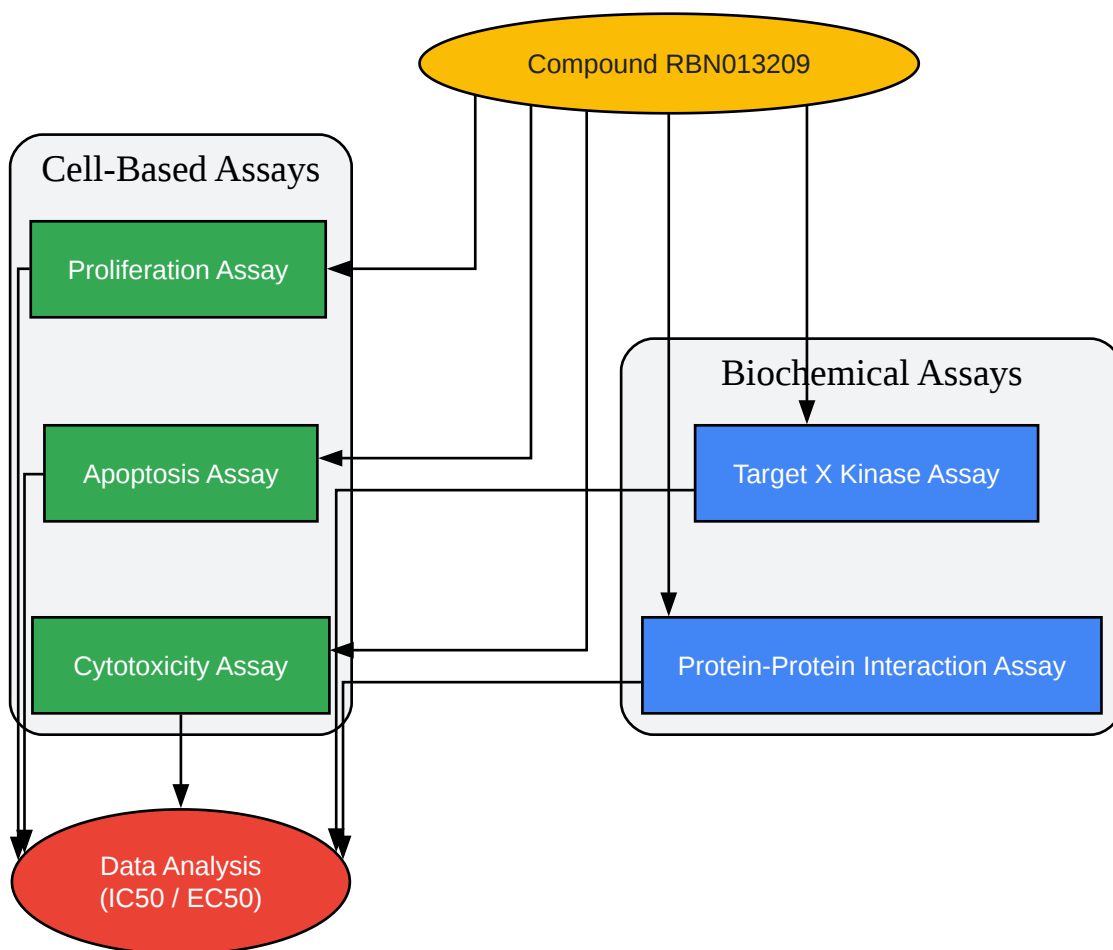 Compound RBN013209
Cell-Based Assays
Proliferation Assay
Biochemical Assays
Apoptosis Assay
Target X Kinase Assay
Cytotoxicity Assay
Protein-Protein Interaction Assay
Data Analysis
(IC50 / EC50)